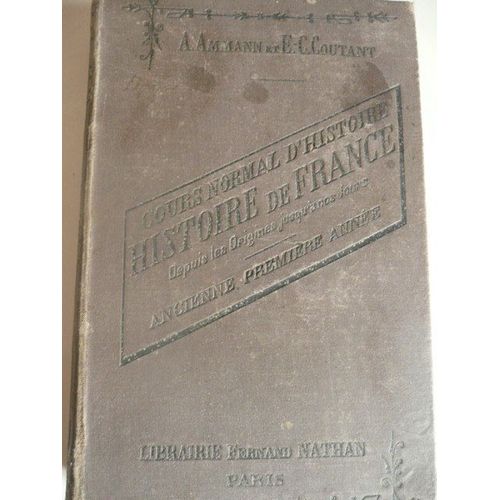 A. AMMANN ET E. C. COUTANT
COURS NORMAL D'HISTOIRE
HISTOIRE DE FRANCE
Depuis les Origines jusqu'à nos Jours
ANCIENNE PREMIÈRE ANNÉE
LIBRAIRIE FERNAND NATHAN
PARIS